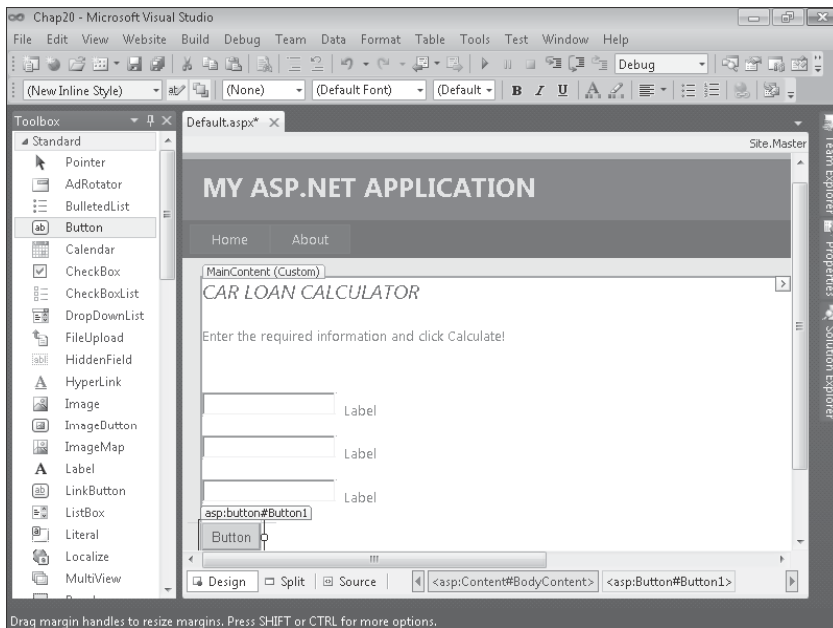 Chap20 - Microsoft Visual Studio
File Edit View Website Build Debug Team Data Format Table Tools Test Window Help
Debug
(New Inline Style) (None) (Default Font) (Default B I U A
Toolbox
Default.aspx*
Standard
Site.Master
Pointer
AdRotator
BulletedList
Button
Calendar
CheckBox
CheckBoxList
DropDownList
FileUpload
HiddenField
HyperLink
Image
ImageButton
ImageMap
Label
LinkButton
ListBox
Literal
Localize
MultiView
MY ASP.NET APPLICATION
Home About
MainContent (Custom)
CAR LOAN CALCULATOR
Enter the required information and click Calculate!
Label
Label
Label
asp:button#Button1
Button
Design Split Source <asp:Content#BodyContent> <asp:Button#Button1>
Team Explorer
Properties
Solution Explorer
Drag margin handles to resize margins. Press SHIFT or CTRL for more options.